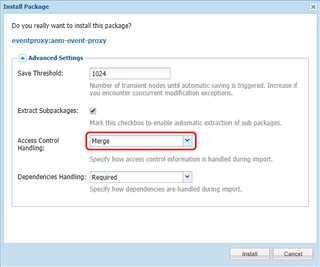 Install Package
Do you really want to install this package?
eventproxy:aem-event-proxy
Advanced Settings
Save Threshold:
1024
Number of transient nodes until automatic saving is triggered. Increase if
you encounter concurrent modification exceptions.
Extract Subpackages:
Mark this checkbox to enable automatic extraction of sub packages.
Access Control
Handling:
Merge
Specify how access control information is handled during import.
Dependencies Handling:
Required
Specify how dependencies are handled during import.
Install
Cancel